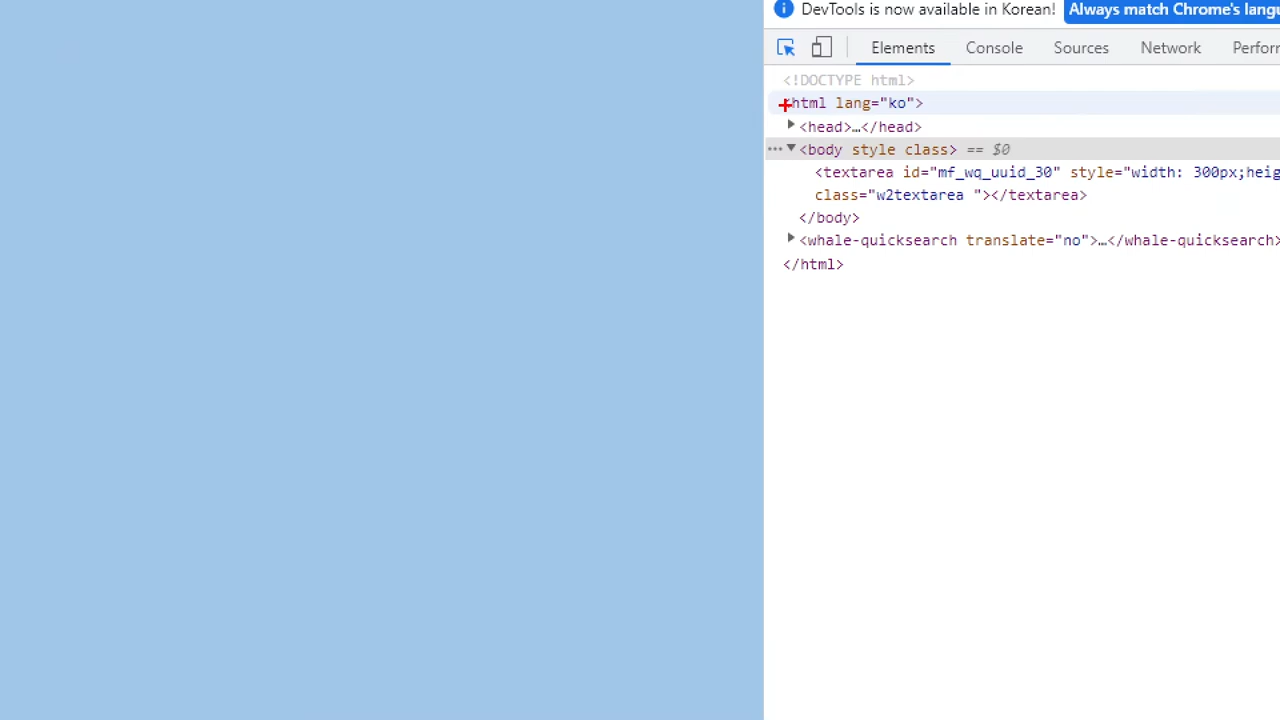 DevTools is now available in Korean! Always match Chrome's langu
Elements Console Sources Network Perfor
<!DOCTYPE html>
<html lang="ko">
<head>…</head>
<body style class> == $0
<textarea id="mf_wq_uuid_30" style="width: 300px;heig
class="w2textarea "></textarea>
</body>
<whale-quicksearch translate="no">…</whale-quicksearch>
</html>